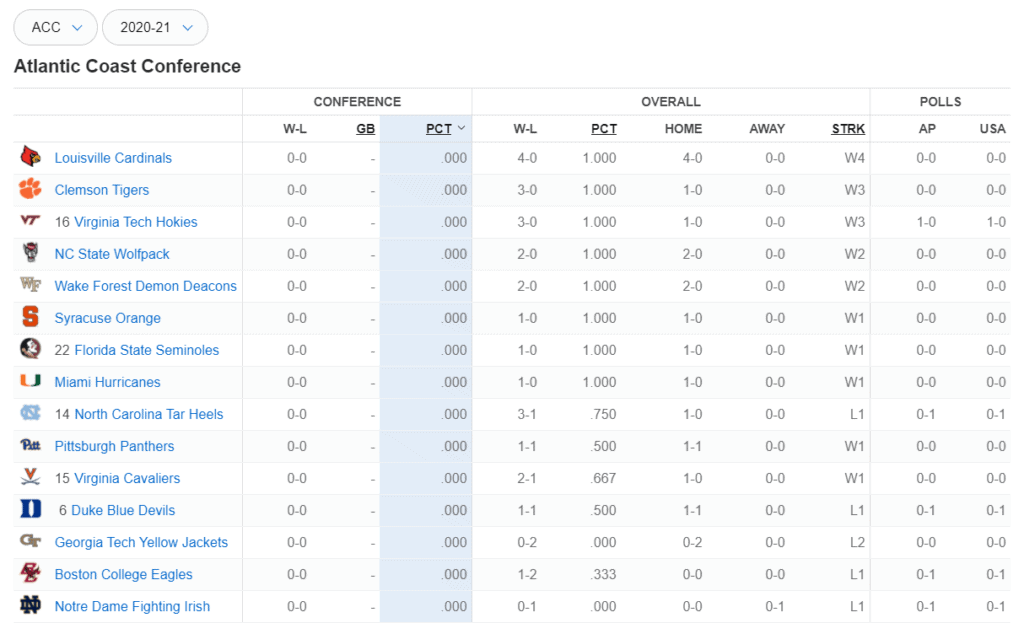 ACC 2020-21
Atlantic Coast Conference
CONFERENCE OVERALL POLLS
W-L GB PCT W-L PCT HOME AWAY STRK AP USA
Louisville Cardinals 0-0 - .000 4-0 1.000 4-0 0-0 W4 0-0 0-0
Clemson Tigers 0-0 - .000 3-0 1.000 1-0 0-0 W3 0-0 0-0
VT 16 Virginia Tech Hokies 0-0 - .000 3-0 1.000 1-0 0-0 W3 1-0 1-0
NC State Wolfpack 0-0 - .000 2-0 1.000 2-0 0-0 W2 0-0 0-0
WF Wake Forest Demon Deacons 0-0 - .000 2-0 1.000 2-0 0-0 W2 0-0 0-0
S Syracuse Orange 0-0 - .000 1-0 1.000 1-0 0-0 W1 0-0 0-0
22 Florida State Seminoles 0-0 - .000 1-0 1.000 1-0 0-0 W1 0-0 0-0
U Miami Hurricanes 0-0 - .000 1-0 1.000 1-0 0-0 W1 0-0 0-0
NC 14 North Carolina Tar Heels 0-0 - .000 3-1 .750 1-0 0-0 L1 0-1 0-1
Pitt Pittsburgh Panthers 0-0 - .000 1-1 .500 1-1 0-0 W1 0-0 0-0
V 15 Virginia Cavaliers 0-0 - .000 2-1 .667 1-0 0-0 W1 0-0 0-0
D 6 Duke Blue Devils 0-0 - .000 1-1 .500 1-1 0-0 L1 0-1 0-1
GT Georgia Tech Yellow Jackets 0-0 - .000 0-2 .000 0-2 0-0 L2 0-0 0-0
BC Boston College Eagles 0-0 - .000 1-2 .333 0-0 0-0 L1 0-1 0-1
ND Notre Dame Fighting Irish 0-0 - .000 0-1 .000 0-0 0-1 L1 0-1 0-1